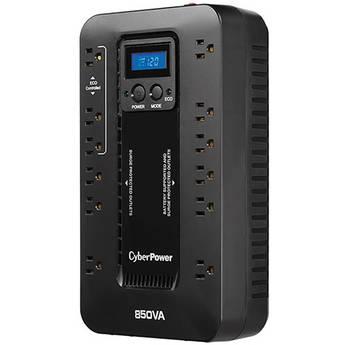 120
POWER MODE ECO
ECO
Controlled
SURGE PROTECTED OUTLETS
BATTERY SUPPORTED AND
SURGE PROTECTED OUTLETS
CyberPower
850VA